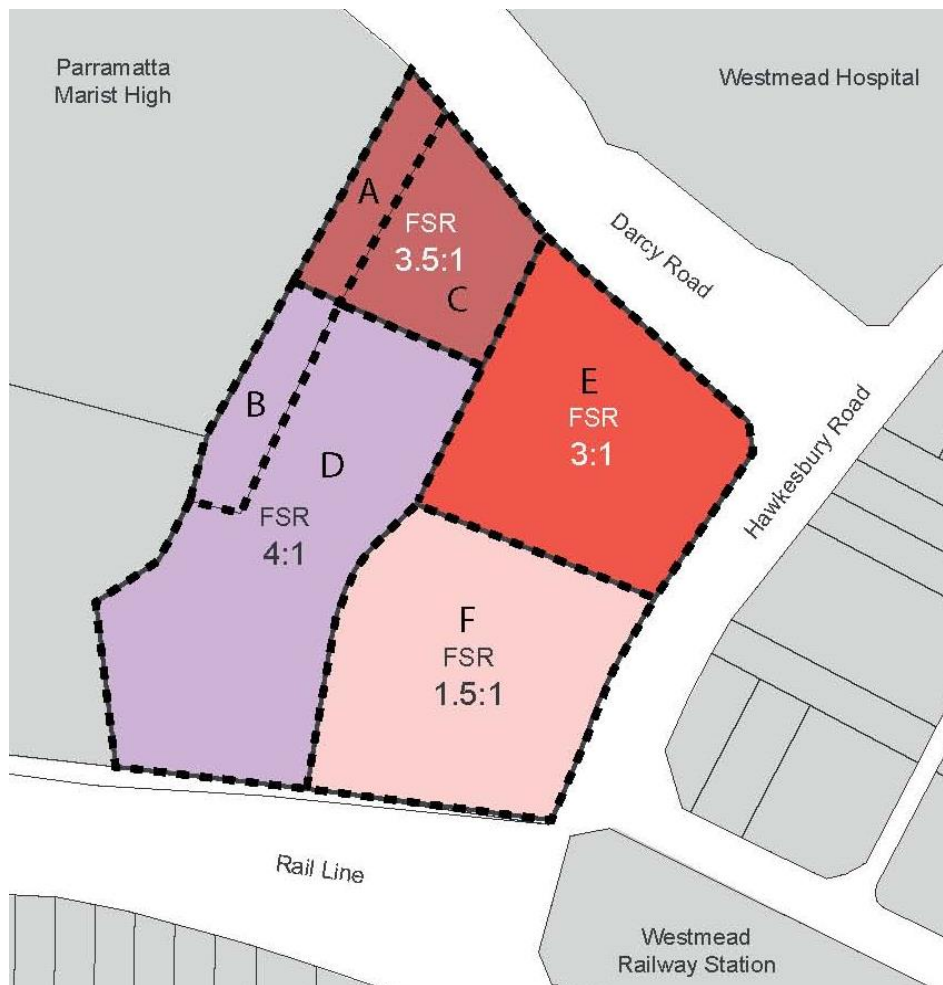 Parramatta
Marist High
Westmead Hospital
A
FSR
3.5:1
C
Darcy Road
B
D
FSR
4:1
E
FSR
3:1
Hawkesbury Road
F
FSR
1.5:1
Rail Line
Westmead
Railway Station